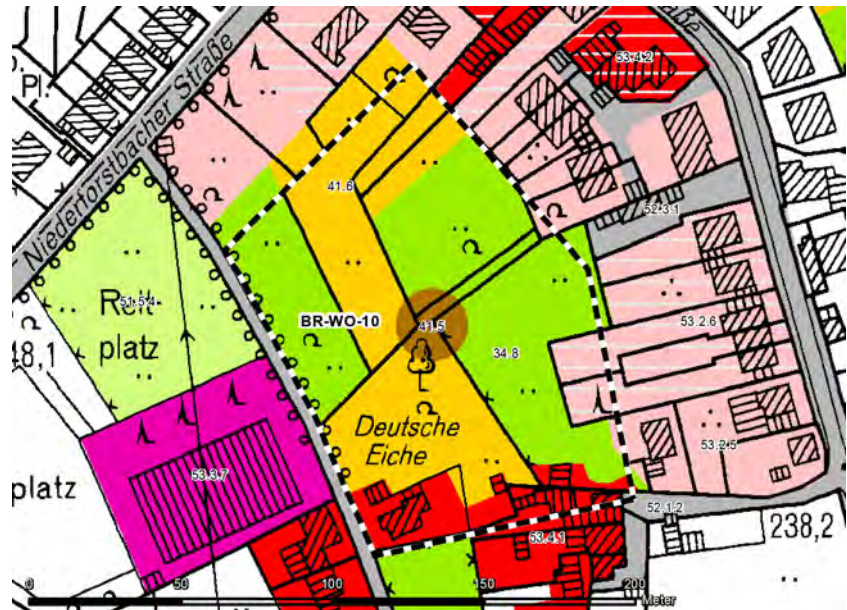 Pl.
Niederforstbacher Straße
aße
53.4.2
41.6
52.3.1
Reit
51.5.4
platz
48,1
BR-WO-10
41.5
53.2.6
34.8
Deutsche
Eiche
53.2.5
53.3.7
platz
52.1.2
238,2
53.4.1
0 50 100 150 200
Meter